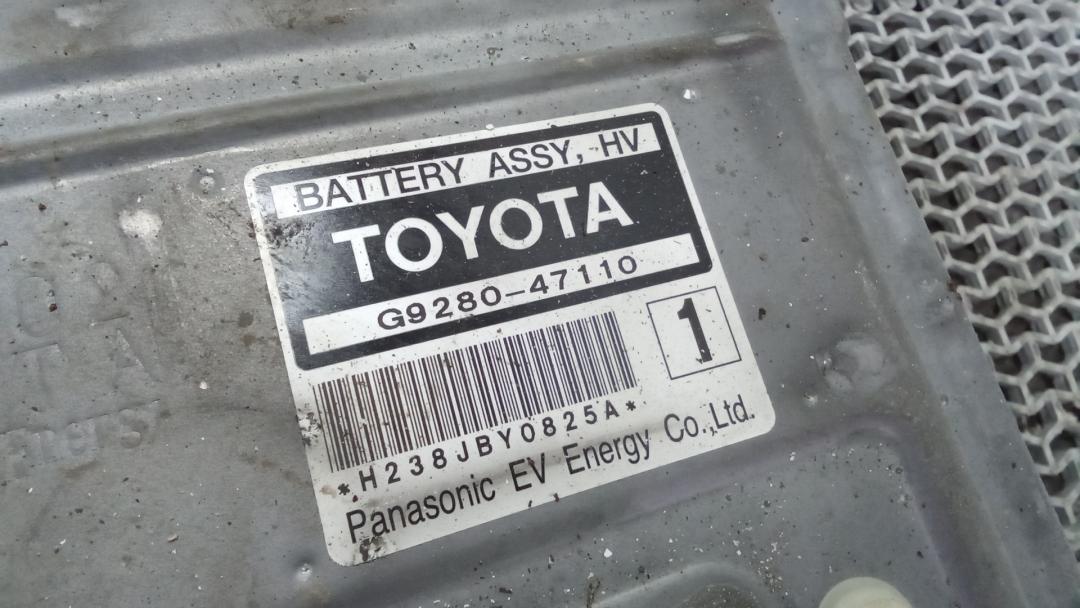 BATTERY ASSY, HV
TOYOTA
G9280-47110
1
*H238JBY0825A*
Panasonic EV Energy Co.,Ltd.